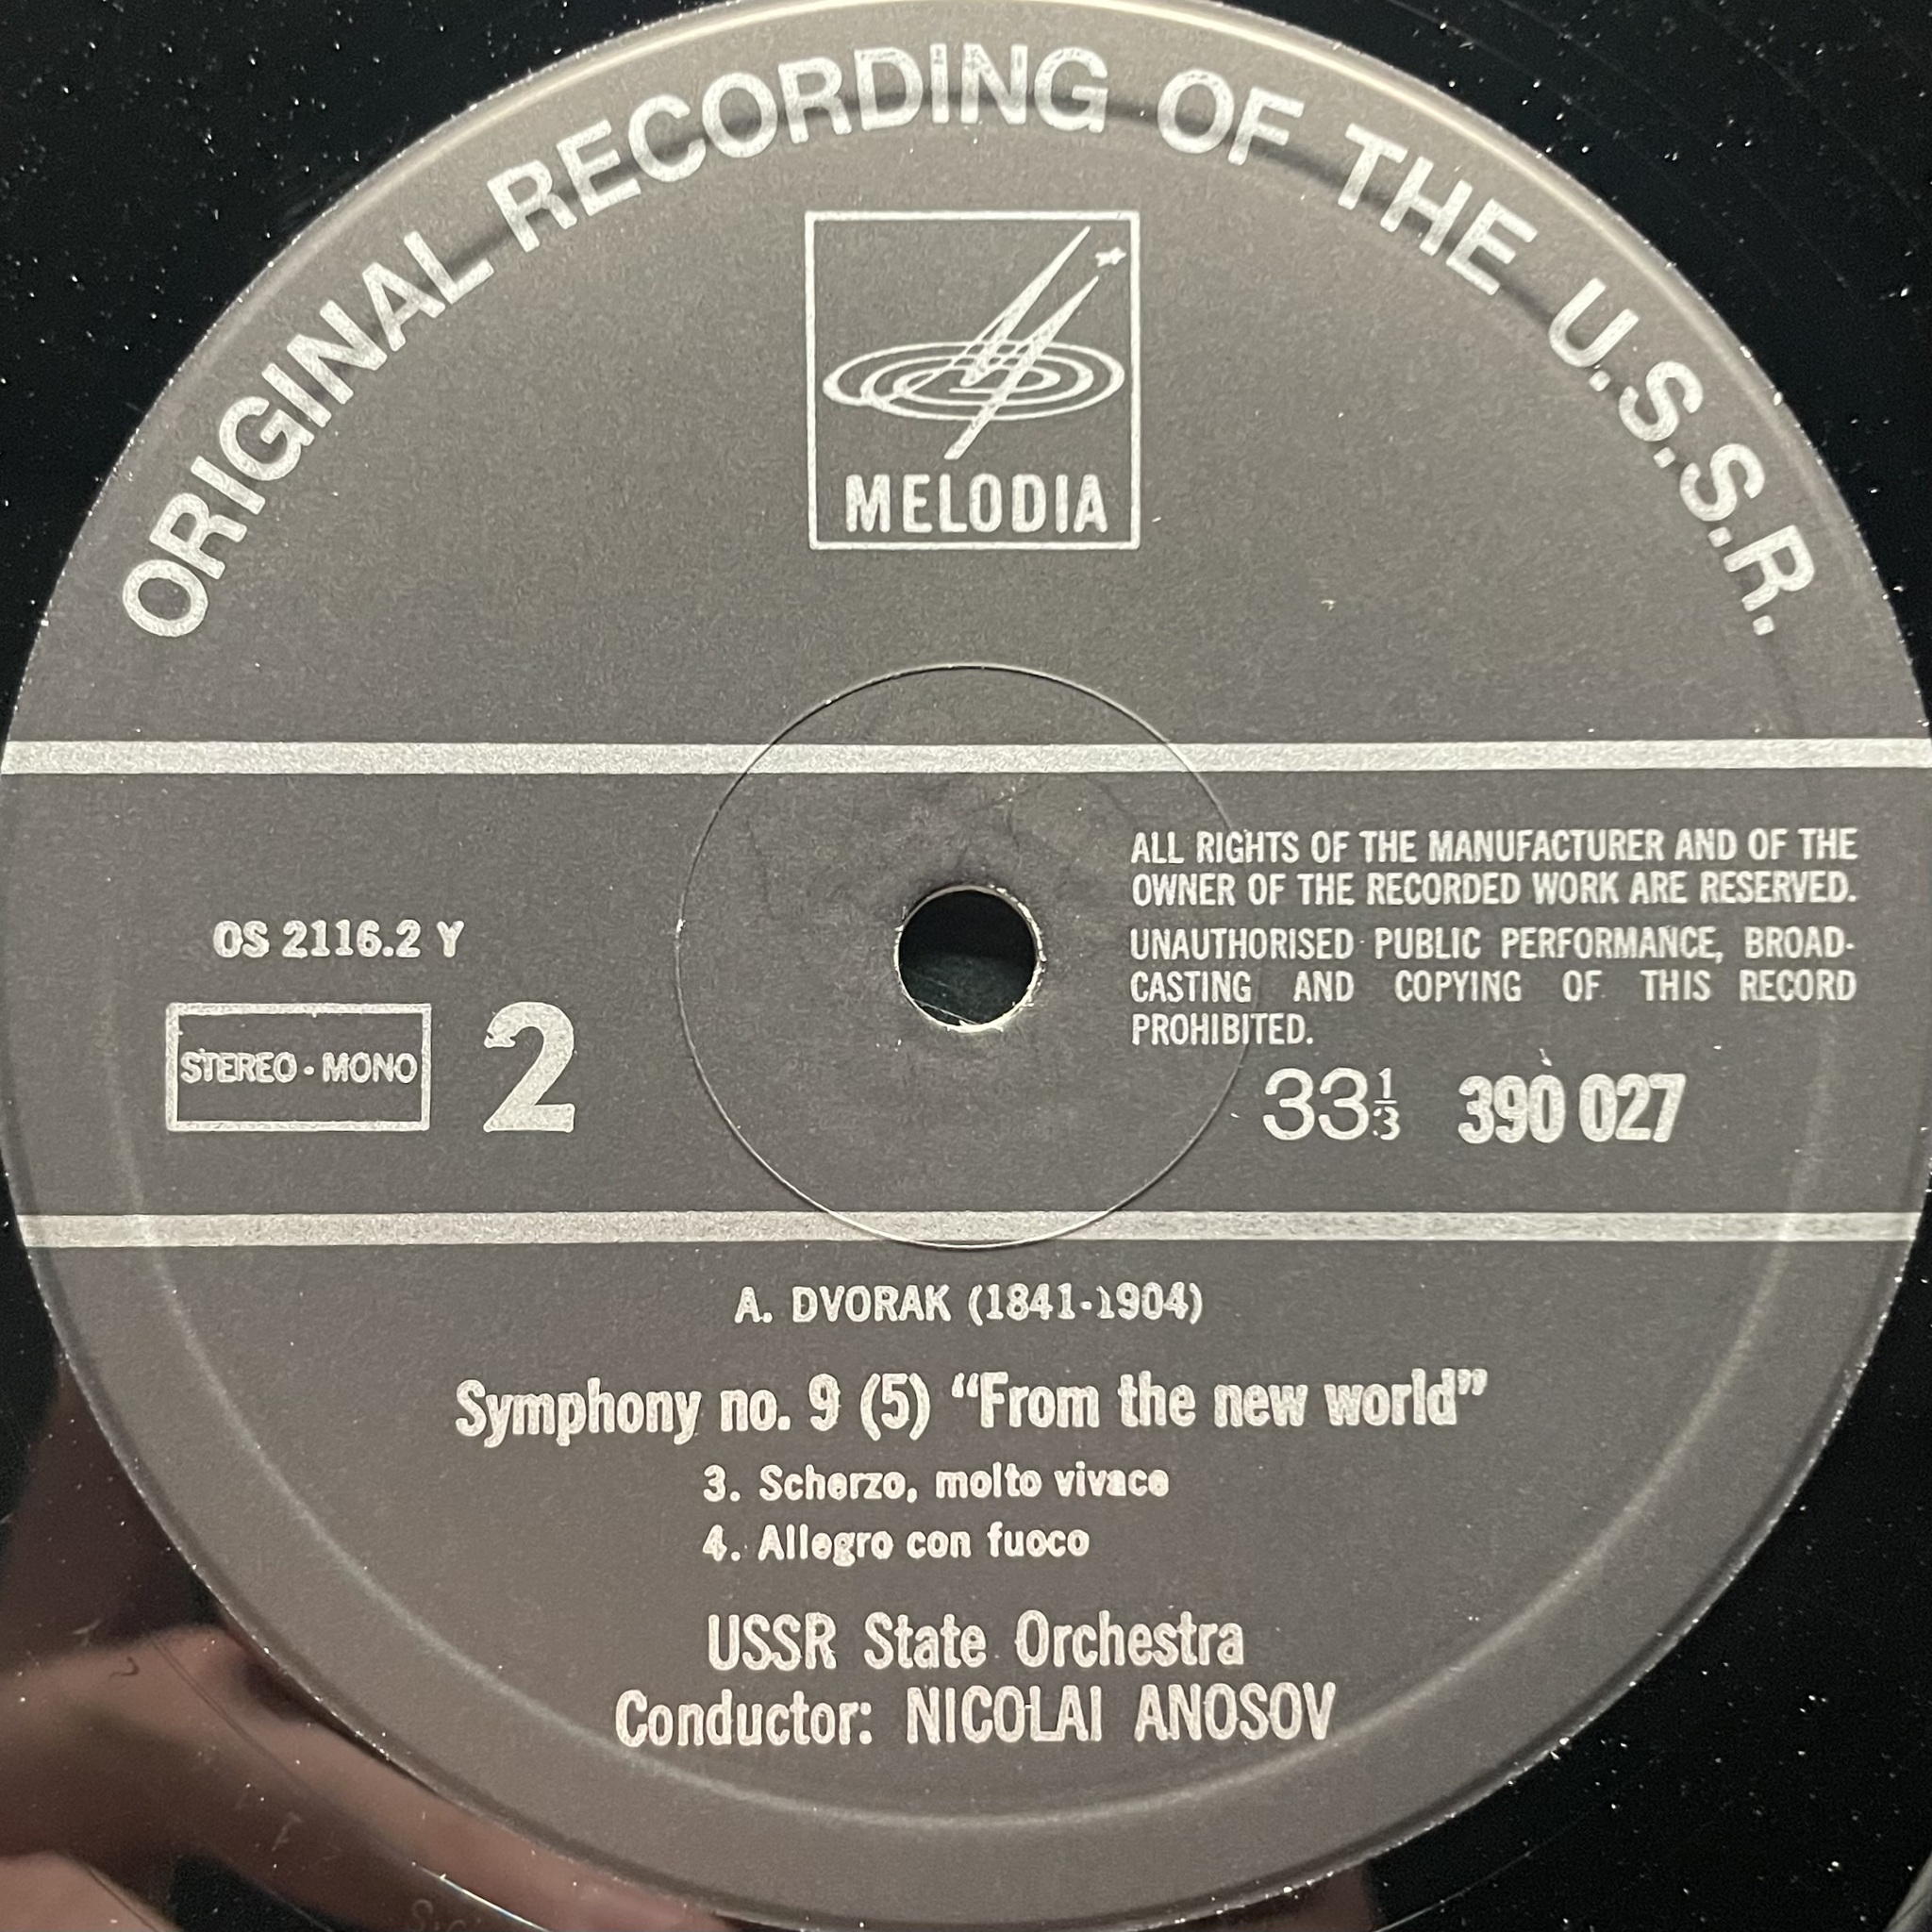 ORIGINAL RECORDING OF THE U.S.S.R.
MELODIA
ALL RIGHTS OF THE MANUFACTURER AND OF THE
OWNER OF THE RECORDED WORK ARE RESERVED.
UNAUTHORISED PUBLIC PERFORMANCE, BROAD-
CASTING AND COPYING OF THIS RECORD
PROHIBITED.
OS 2116.2 Y
STEREO - MONO 2
33 1/3 390 027
A. DVORAK (1841-1904)
Symphony no. 9 (5) “From the new world”
3. Scherzo, molto vivace
4. Allegro con fuoco
USSR State Orchestra
Conductor: NICOLAI ANOSOV